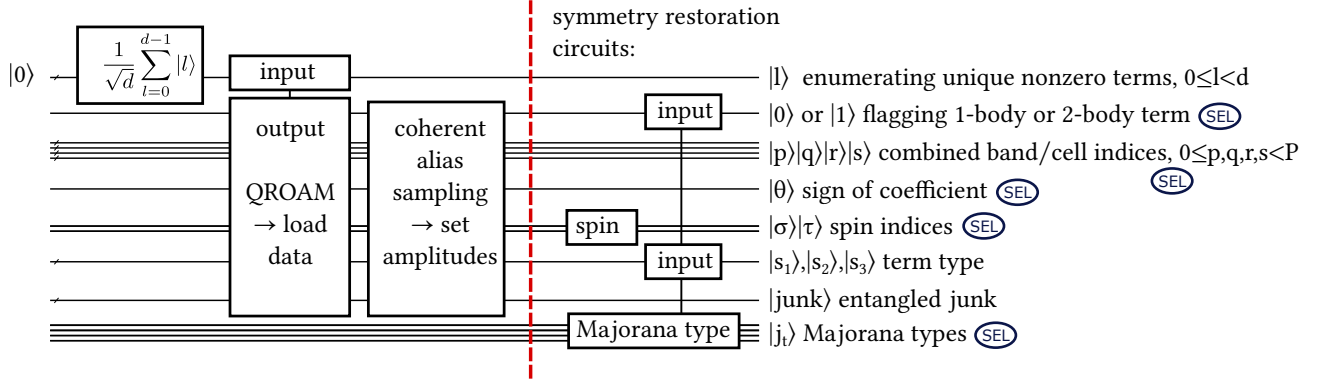 symmetry restoration
circuits:
|0⟩
1/√d ∑_{l=0}^{d-1} |l⟩
input
|l⟩ enumerating unique nonzero terms, 0≤l<d
output
QROAM
→ load
data
coherent
alias
sampling
→ set
amplitudes
input
|0⟩ or |1⟩ flagging 1-body or 2-body term SEL
|p⟩|q⟩|r⟩|s⟩ combined band/cell indices, 0≤p,q,r,s<P
SEL
|θ⟩ sign of coefficient SEL
spin
|σ⟩|τ⟩ spin indices SEL
input
|s₁⟩,|s₂⟩,|s₃⟩ term type
|junk⟩ entangled junk
Majorana type
|jₜ⟩ Majorana types SEL